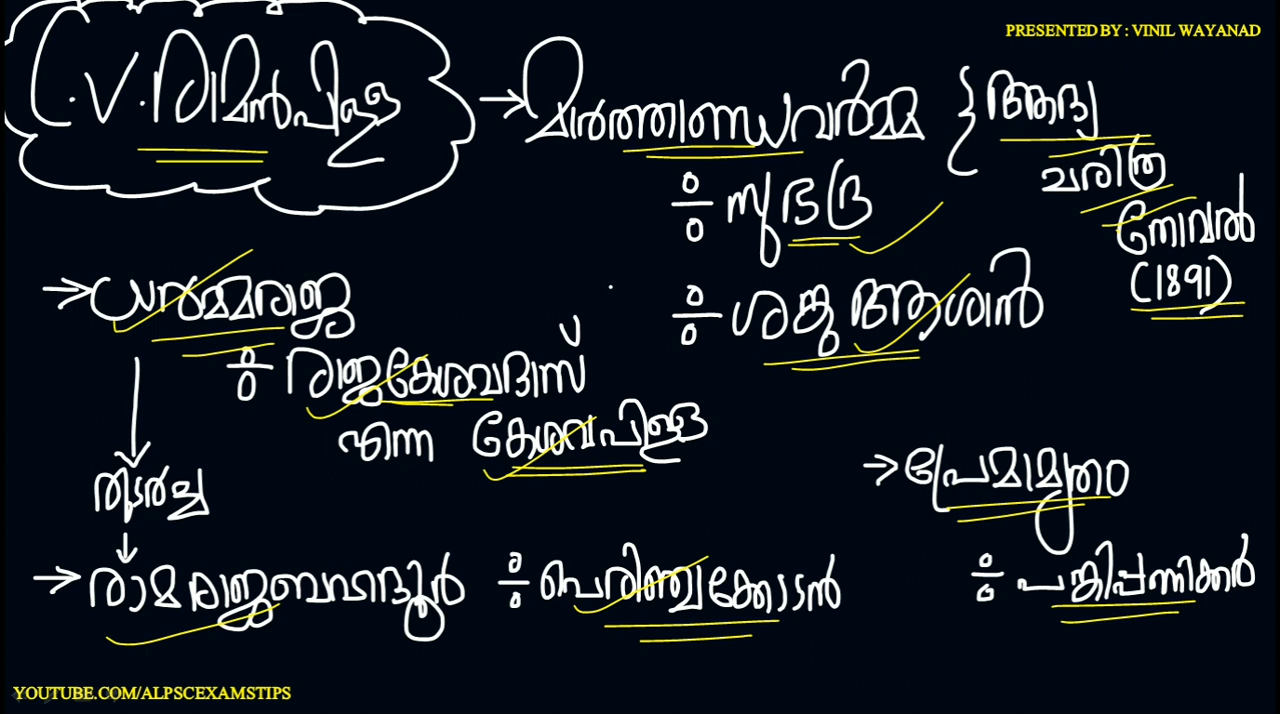 PRESENTED BY : VINIL WAYANAD
C.V. രാമൻപിള്ള
→ മാർത്താണ്ഡവർമ്മ } ആദ്യ
ചരിത്ര
നോവൽ
(1891)
÷ സുഭദ്ര
÷ ശങ്കു ആശാൻ
→ ധർമ്മരാജ
÷ രാജകേശവദാസ്
എന്ന കേശവപിള്ള
തുടർച്ച
→ രാമരാജബഹദൂർ ÷ പെരിഞ്ചക്കോടൻ
→ പ്രേമാമൃതം
÷ പങ്കിപ്പണിക്കർ
YOUTUBE.COM/ALPSCEXAMSTIPS